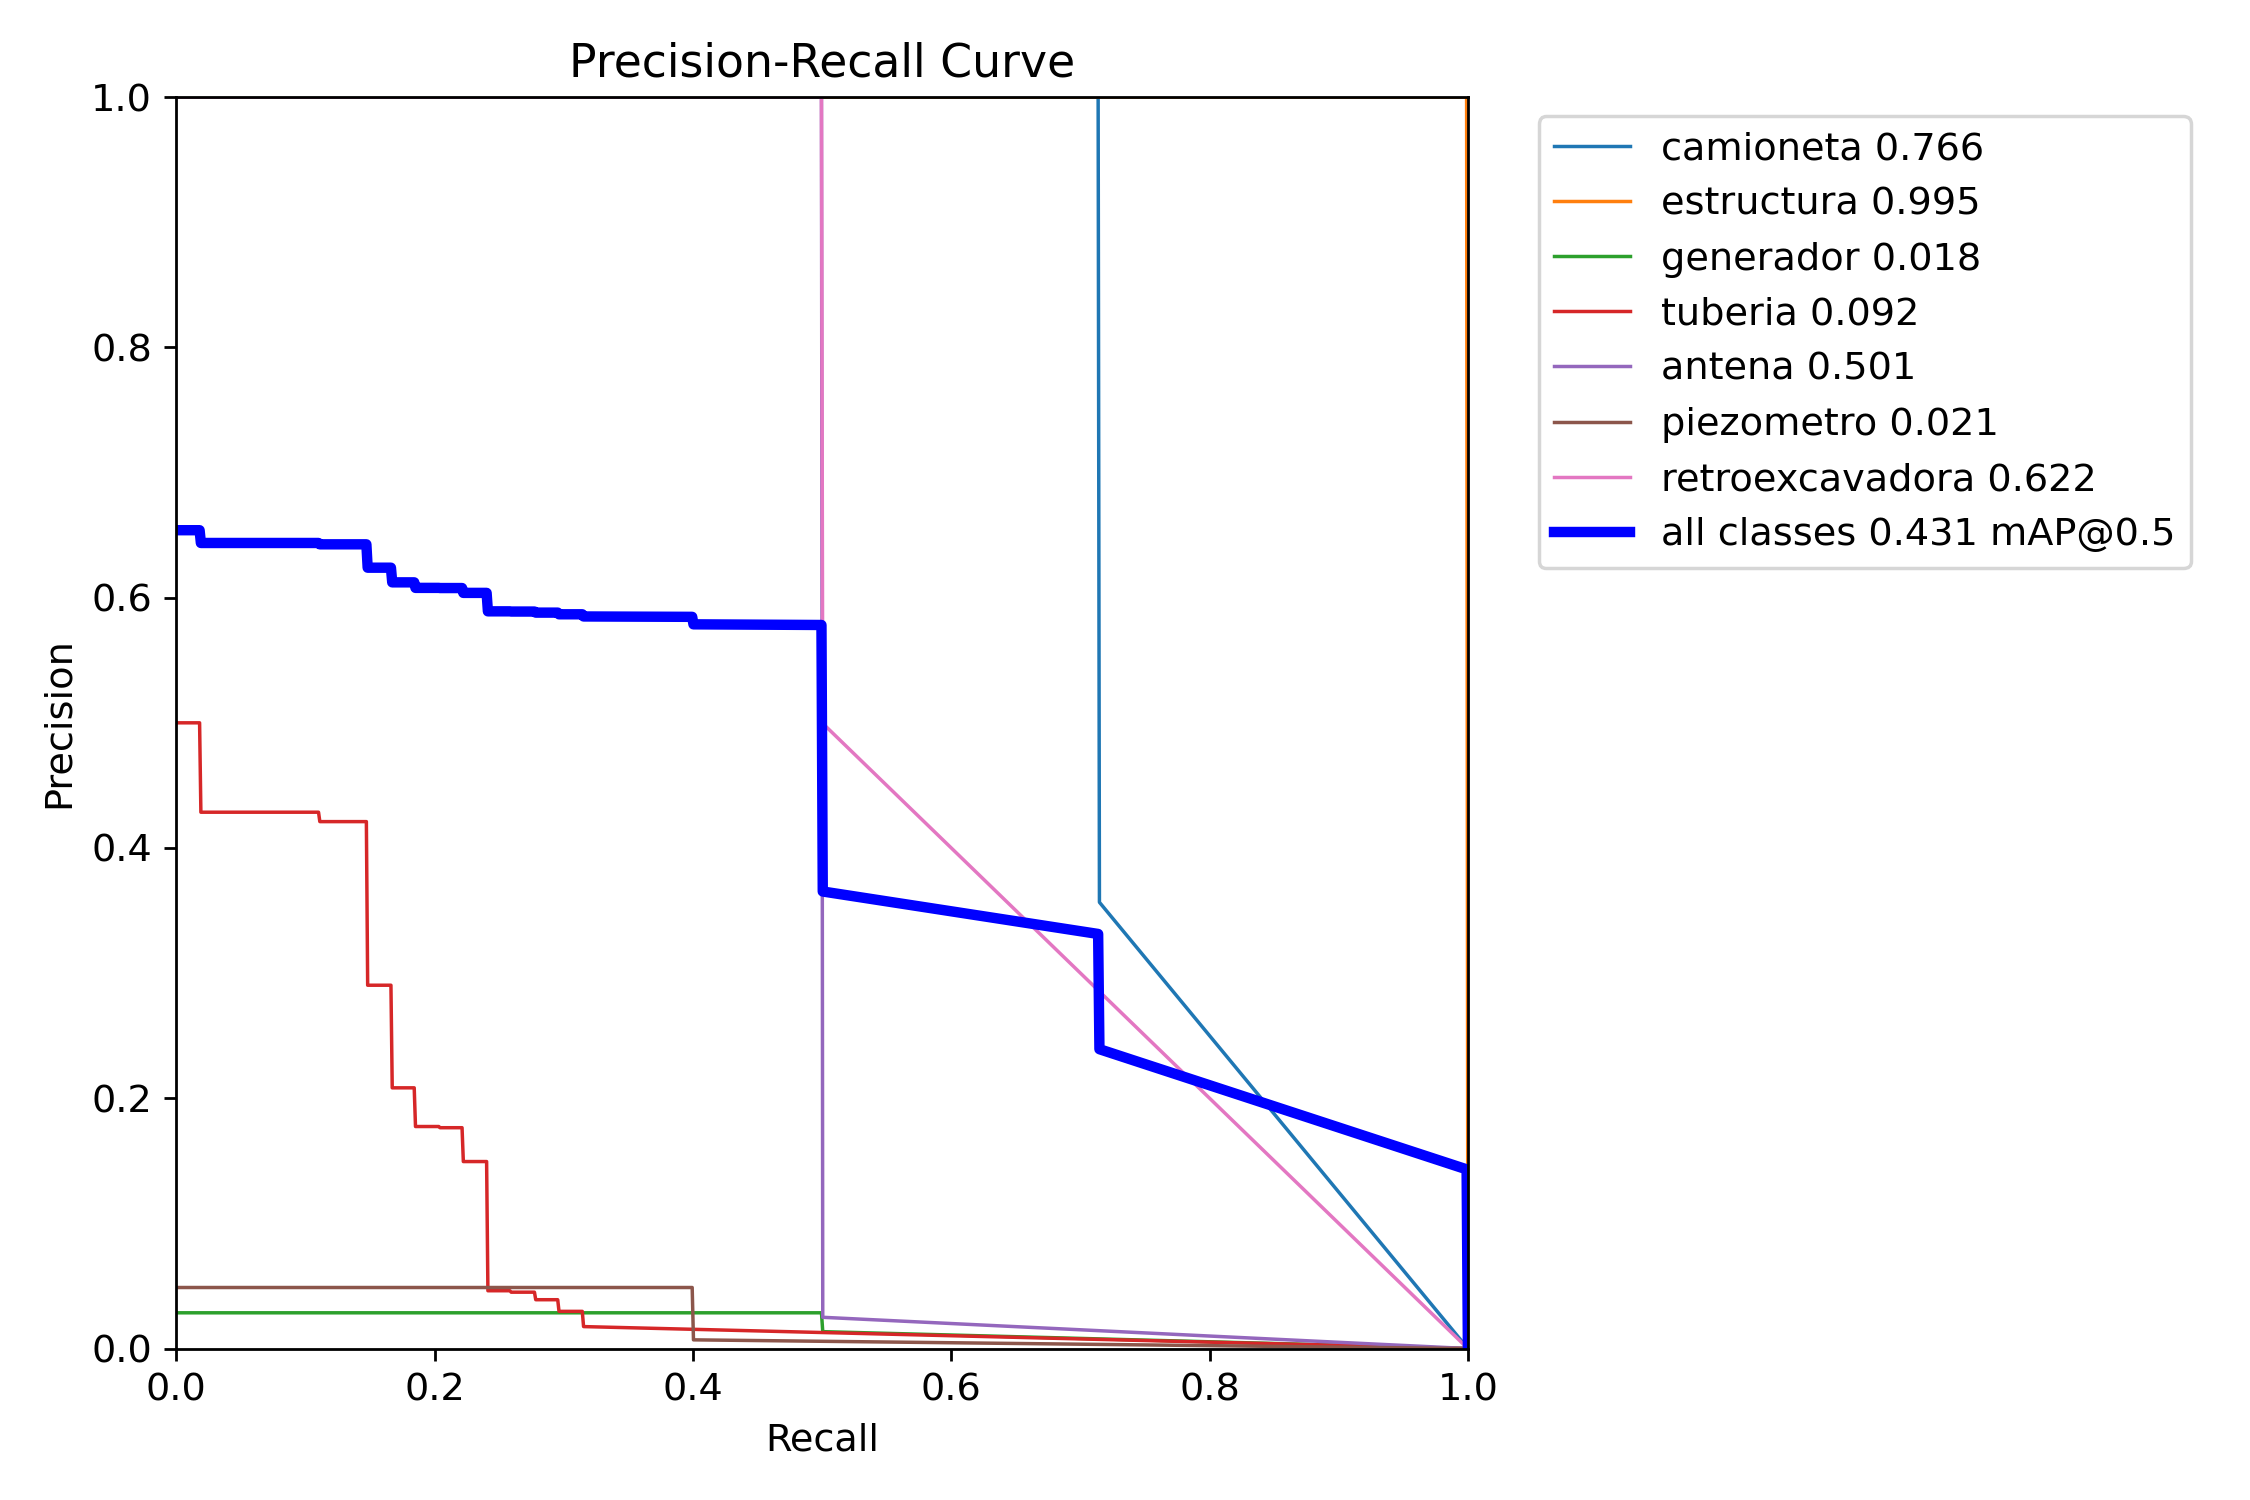 Precision-Recall Curve
1.0
0.8
0.6
0.4
0.2
0.0
Precision
0.0 0.2 0.4 0.6 0.8 1.0
Recall
camioneta 0.766
estructura 0.995
generador 0.018
tuberia 0.092
antena 0.501
piezometro 0.021
retroexcavadora 0.622
all classes 0.431 mAP@0.5